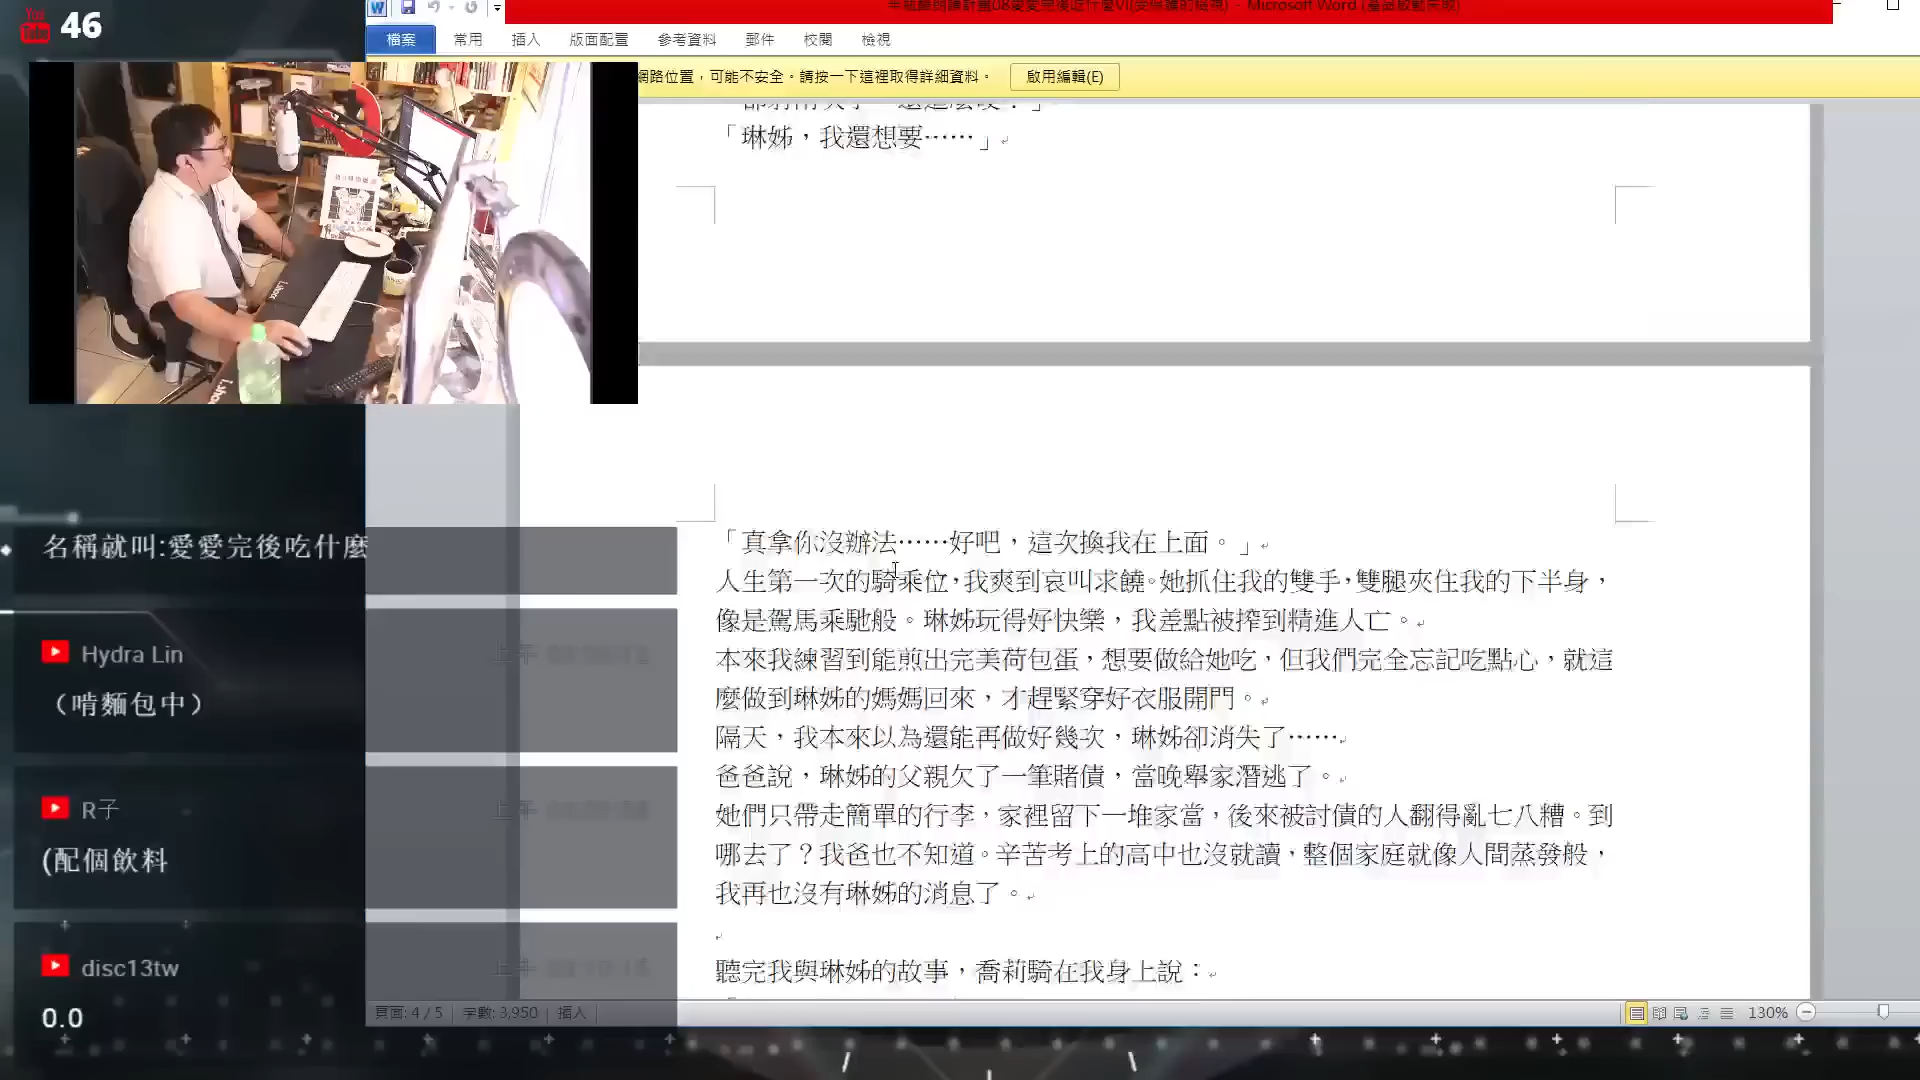 You
Tube
46
Microsoft Word
檔案 常用 插入 版面配置 參考資料 郵件 校閱 檢視
網路位置，可能不安全。請按一下這裡取得詳細資料。 啟用編輯(E)
「琳姊，我還想要⋯⋯」
「真拿你沒辦法⋯⋯好吧，這次換我在上面。」
人生第一次的騎乘位，我爽到哀叫求饒。她抓住我的雙手，雙腿夾住我的下半身，
像是駕馬乘馳般。琳姊玩得好快樂，我差點被搾到精進人亡。
本來我練習到能煎出完美荷包蛋，想要做給她吃，但我們完全忘記吃點心，就這
麼做到琳姊的媽媽回來，才趕緊穿好衣服開門。
隔天，我本來以為還能再做好幾次，琳姊卻消失了⋯⋯
爸爸說，琳姊的父親欠了一筆賭債，當晚舉家潛逃了。
她們只帶走簡單的行李，家裡留下一堆家當，後來被討債的人翻得亂七八糟。到
哪去了？我爸也不知道。辛苦考上的高中也沒就讀，整個家庭就像人間蒸發般，
我再也沒有琳姊的消息了。
聽完我與琳姊的故事，喬莉騎在我身上說：
名稱就叫:愛愛完後吃什麼
Hydra Lin
（啃麵包中）
R子
(配個飲料
disc13tw
0.0
頁面: 4 / 5 字數: 3,950 插入
130%